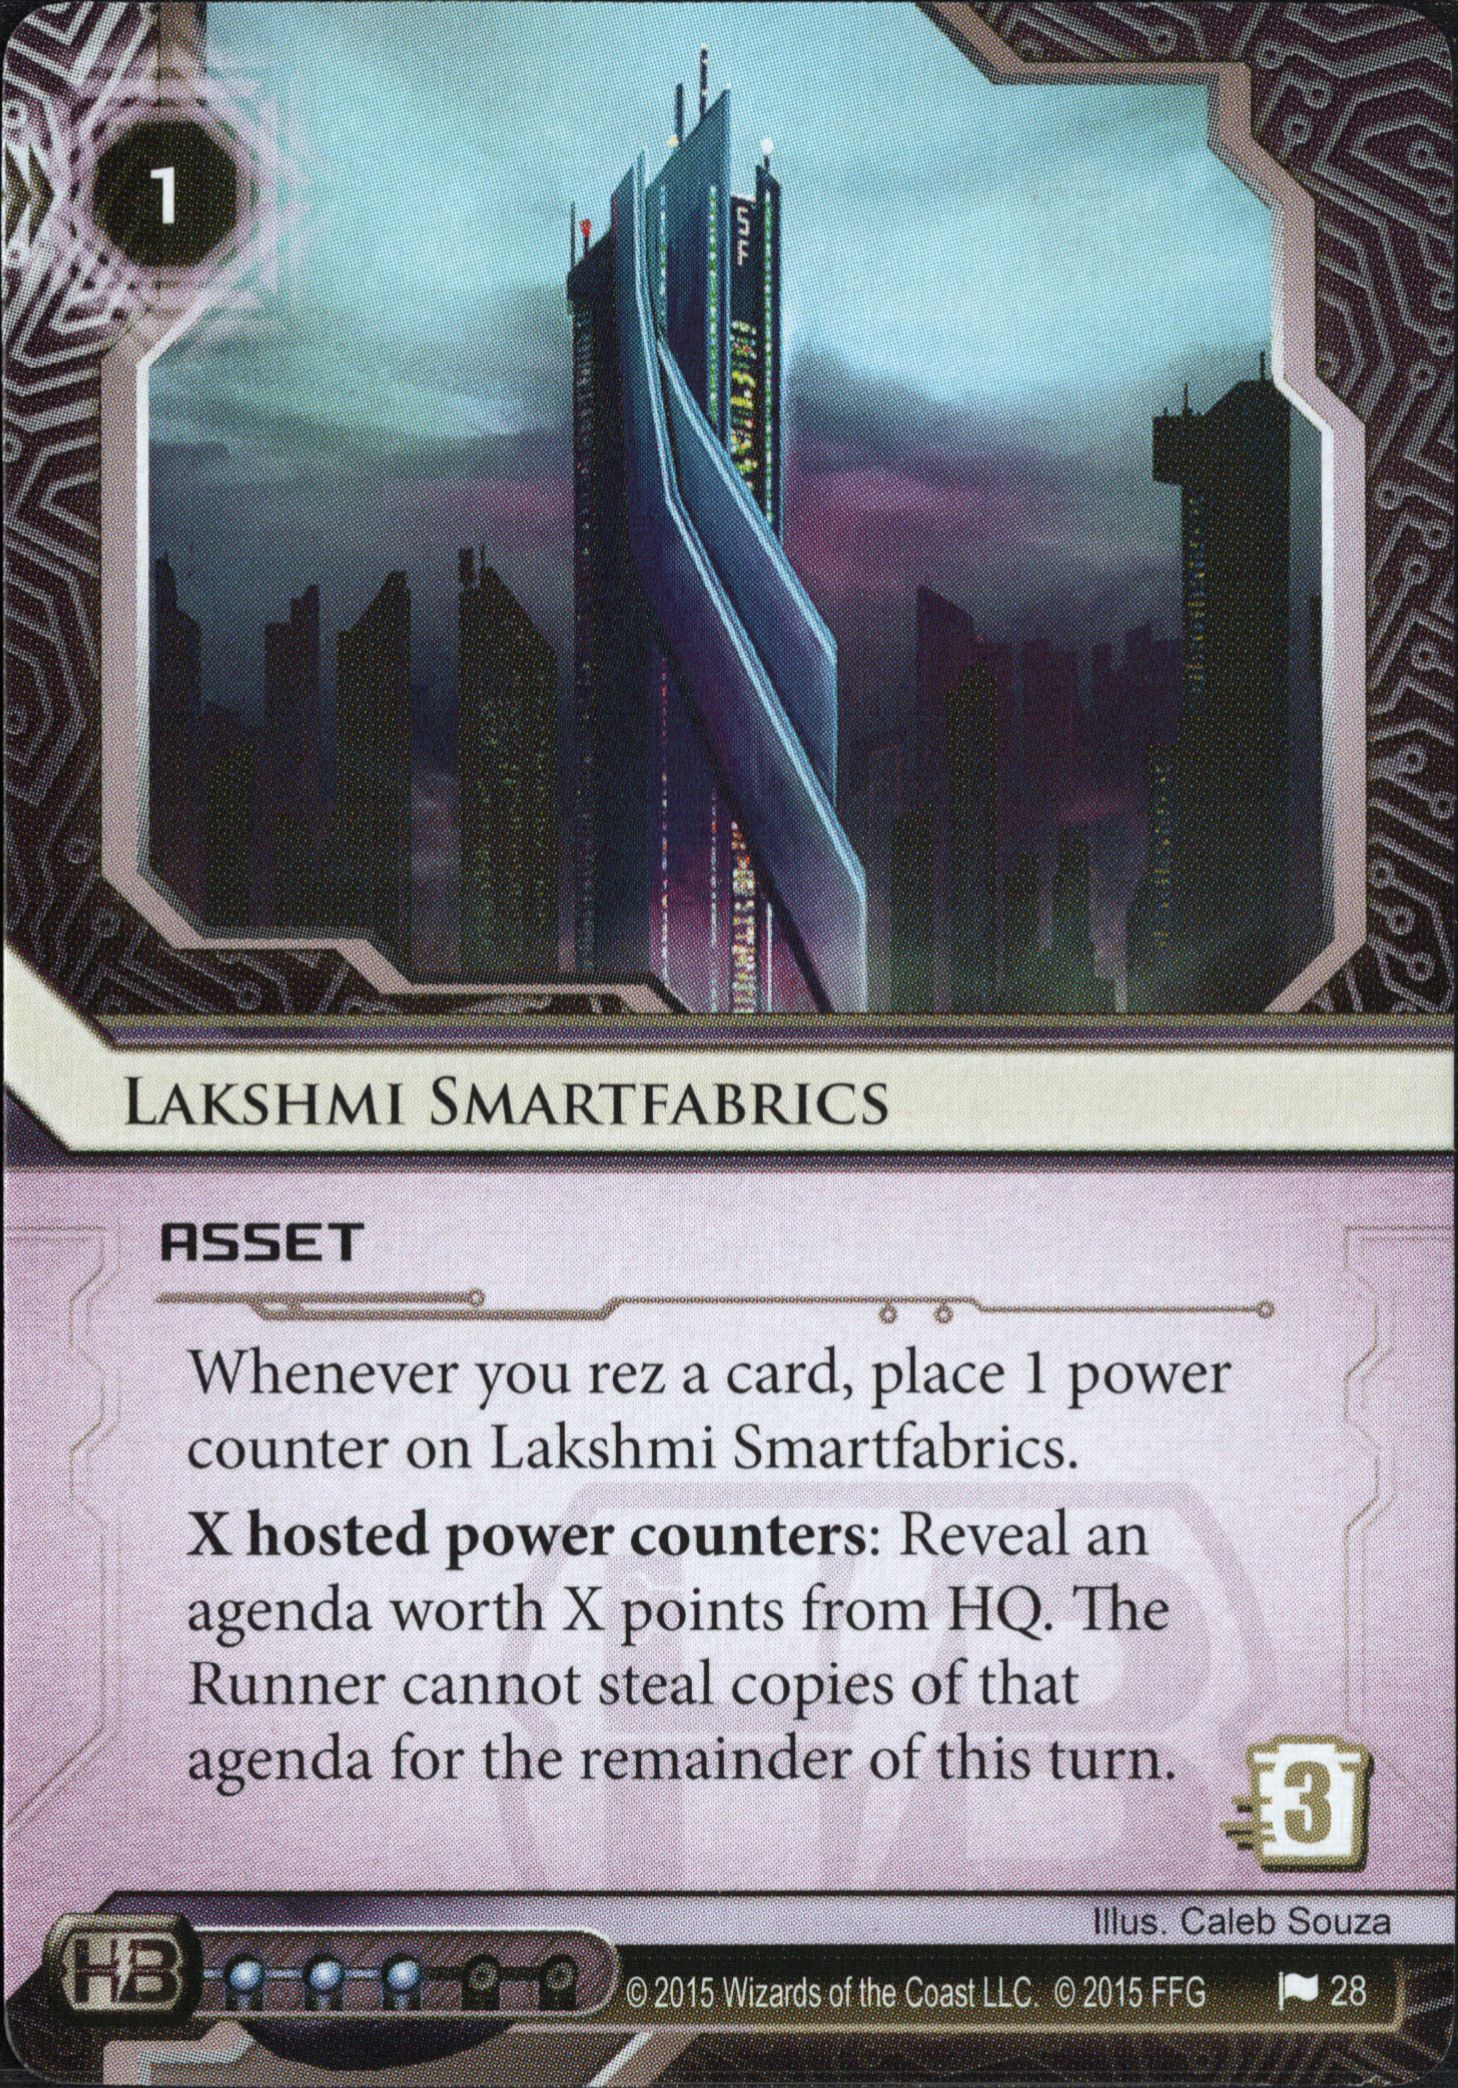 1
SF
LAKSHMI SMARTFABRICS
ASSET
Whenever you rez a card, place 1 power
counter on Lakshmi Smartfabrics.
X hosted power counters: Reveal an
agenda worth X points from HQ. The
Runner cannot steal copies of that
agenda for the remainder of this turn.
3
Illus. Caleb Souza
HB
© 2015 Wizards of the Coast LLC. © 2015 FFG
28